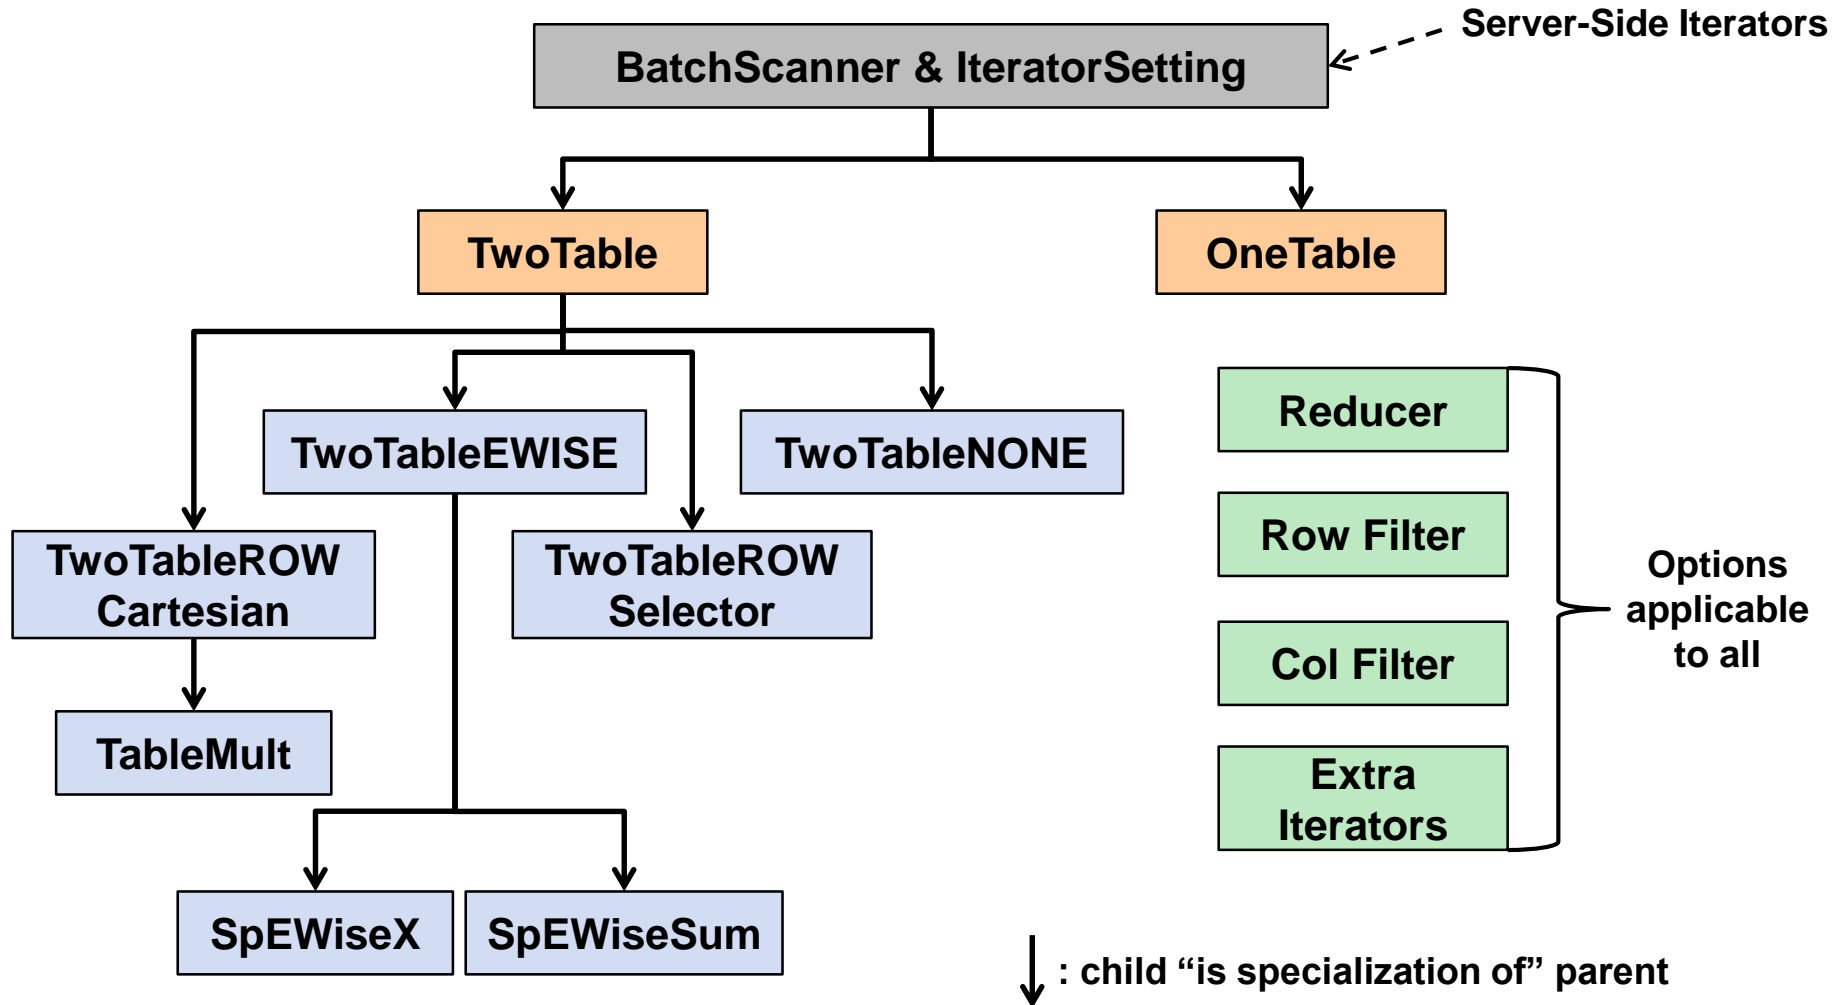 Server-Side Iterators
BatchScanner & IteratorSetting
TwoTable
OneTable
TwoTableEWISE
TwoTableNONE
TwoTableROW
Cartesian
TwoTableROW
Selector
TableMult
SpEWiseX
SpEWiseSum
Reducer
Row Filter
Col Filter
Extra
Iterators
Options
applicable
to all
: child “is specialization of” parent